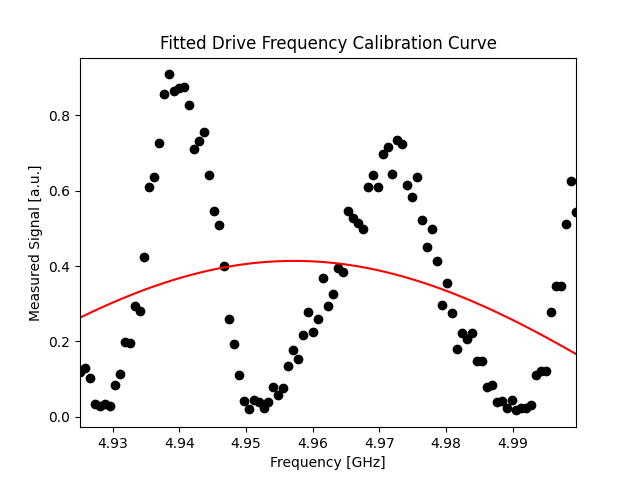 Fitted Drive Frequency Calibration Curve
0.8
0.6
0.4
0.2
0.0
Measured Signal [a.u.]
4.93 4.94 4.95 4.96 4.97 4.98 4.99
Frequency [GHz]